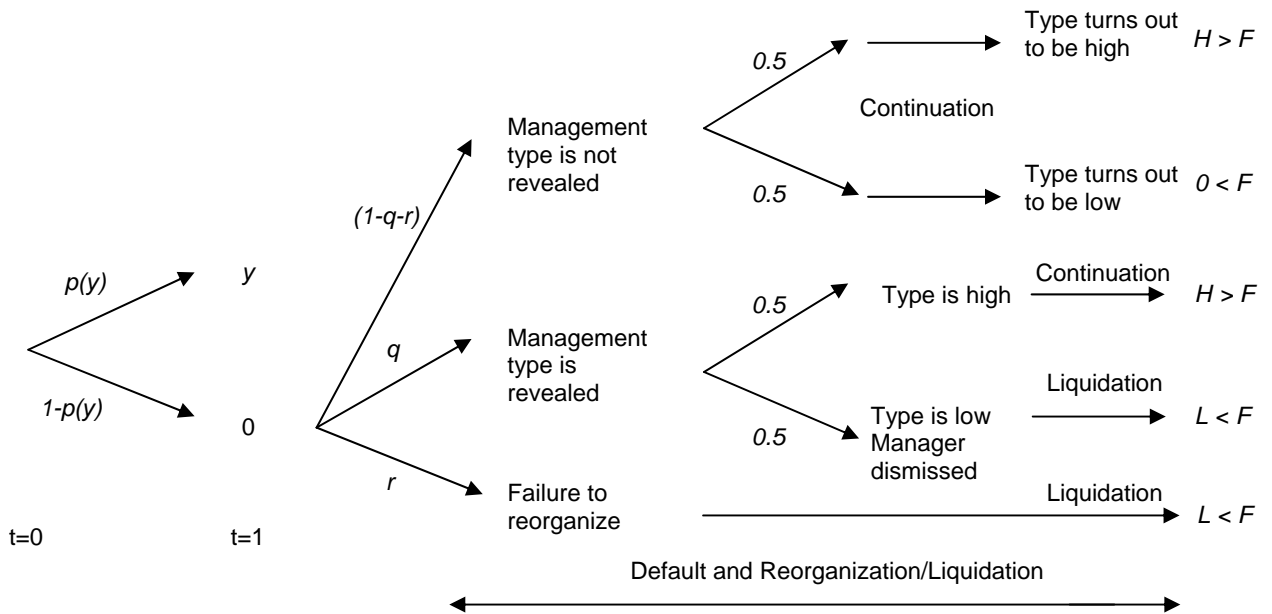 Type turns out
to be high
H > F
0.5
Continuation
Management
type is not
revealed
0.5
Type turns out
to be low
0 < F
(1-q-r)
p(y)
y
Continuation
Type is high
H > F
0.5
Management
type is
revealed
q
1-p(y)
0
Liquidation
0.5
Type is low
Manager
dismissed
L < F
r
Failure to
reorganize
Liquidation
L < F
t=0
t=1
Default and Reorganization/Liquidation